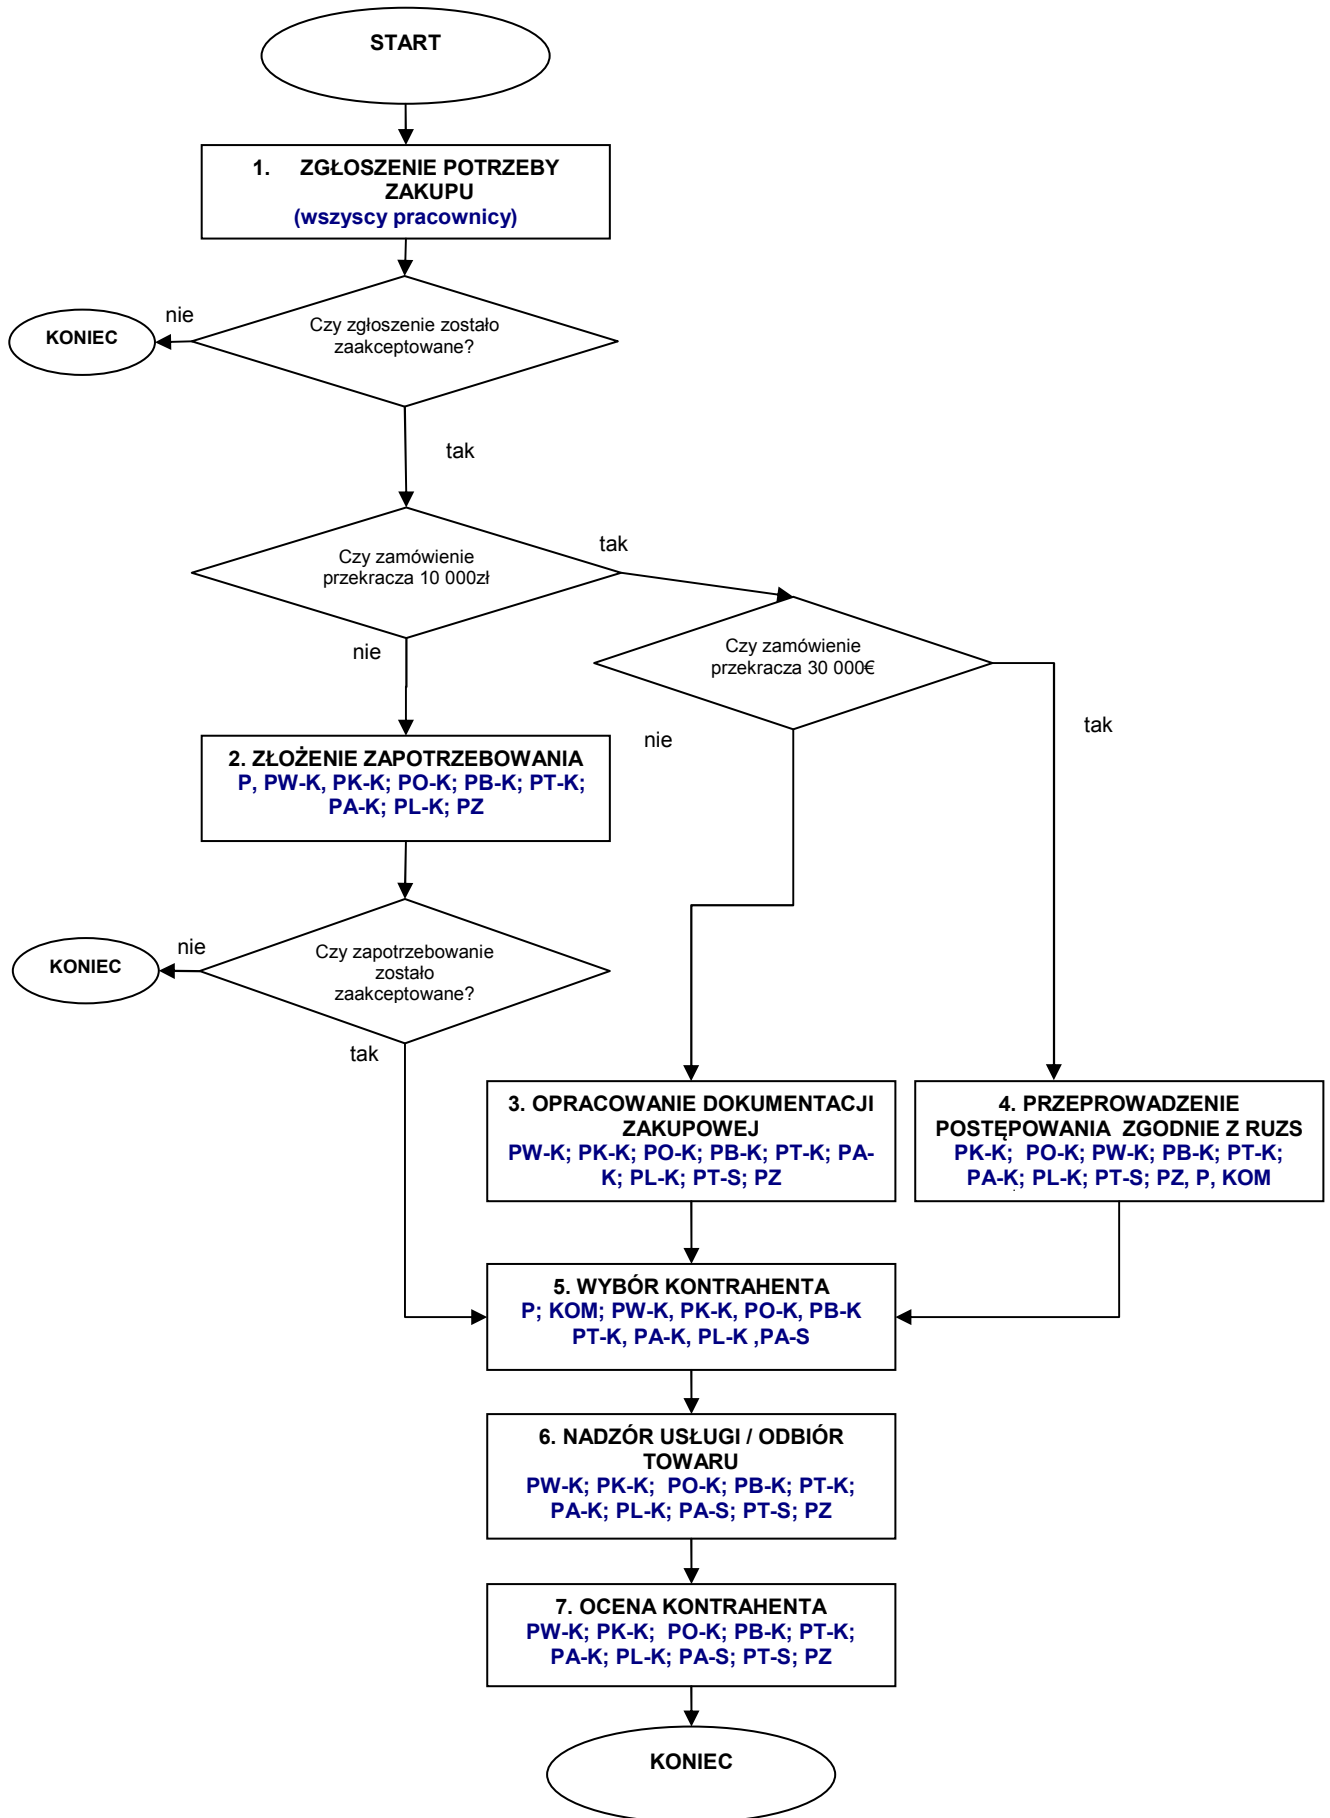 START
1. ZGŁOSZENIE POTRZEBY
ZAKUPU
(wszyscy pracownicy)
nie
KONIEC
Czy zgłoszenie zostało
zaakceptowane?
tak
Czy zamówienie
przekracza 10 000zł
tak
nie
Czy zamówienie
przekracza 30 000€
nie
tak
2. ZŁOŻENIE ZAPOTRZEBOWANIA
P, PW-K, PK-K; PO-K; PB-K; PT-K;
PA-K; PL-K; PZ
nie
KONIEC
Czy zapotrzebowanie
zostało
zaakceptowane?
tak
3. OPRACOWANIE DOKUMENTACJI
ZAKUPOWEJ
PW-K; PK-K; PO-K; PB-K; PT-K; PA-
K; PL-K; PT-S; PZ
4. PRZEPROWADZENIE
POSTĘPOWANIA ZGODNIE Z RUZS
PK-K; PO-K; PW-K; PB-K; PT-K;
PA-K; PL-K; PT-S; PZ, P, KOM
5. WYBÓR KONTRAHENTA
P; KOM; PW-K, PK-K, PO-K, PB-K
PT-K, PA-K, PL-K ,PA-S
6. NADZÓR USŁUGI / ODBIÓR
TOWARU
PW-K; PK-K; PO-K; PB-K; PT-K;
PA-K; PL-K; PA-S; PT-S; PZ
7. OCENA KONTRAHENTA
PW-K; PK-K; PO-K; PB-K; PT-K;
PA-K; PL-K; PA-S; PT-S; PZ
KONIEC